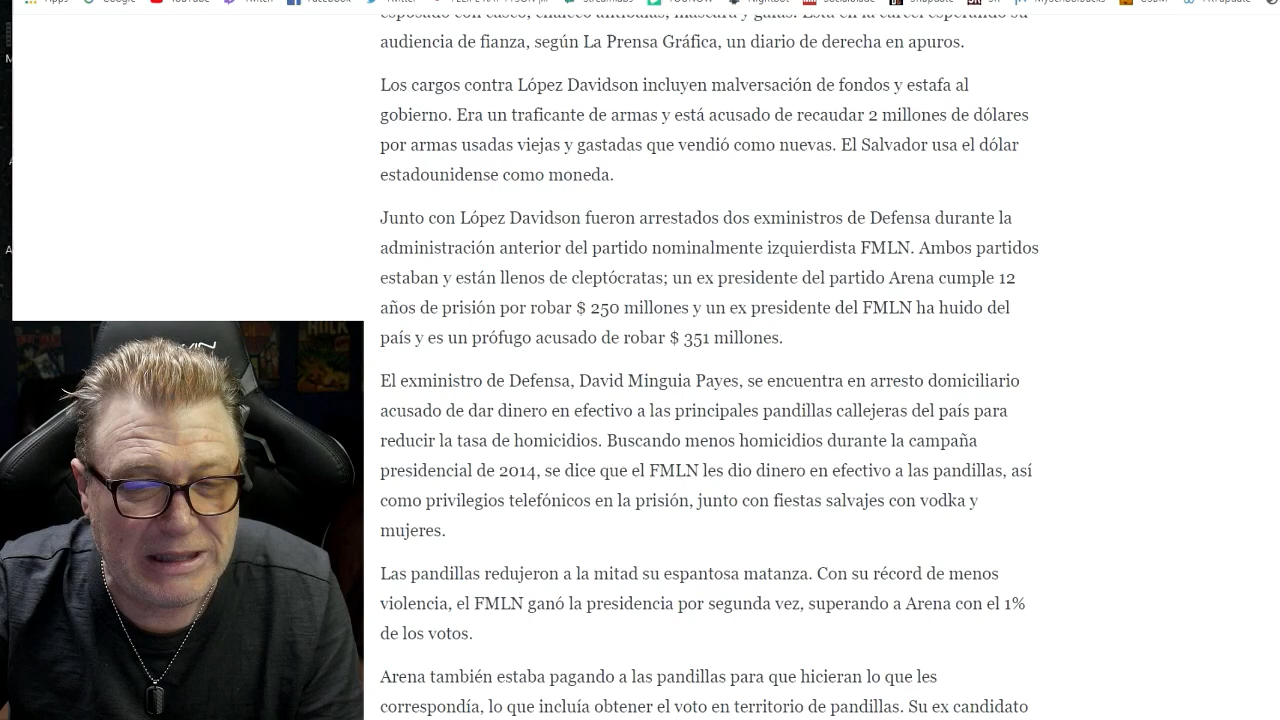 Apps Google YouTube Twitch Facebook Twitter Streamlabs YOUNOW Nightbot
audiencia de fianza, según La Prensa Gráfica, un diario de derecha en apuros.
Los cargos contra López Davidson incluyen malversación de fondos y estafa al
gobierno. Era un traficante de armas y está acusado de recaudar 2 millones de dólares
por armas usadas viejas y gastadas que vendió como nuevas. El Salvador usa el dólar
estadounidense como moneda.
Junto con López Davidson fueron arrestados dos exministros de Defensa durante la
administración anterior del partido nominalmente izquierdista FMLN. Ambos partidos
estaban y están llenos de cleptócratas; un ex presidente del partido Arena cumple 12
años de prisión por robar $ 250 millones y un ex presidente del FMLN ha huido del
país y es un prófugo acusado de robar $ 351 millones.
El exministro de Defensa, David Minguia Payes, se encuentra en arresto domiciliario
acusado de dar dinero en efectivo a las principales pandillas callejeras del país para
reducir la tasa de homicidios. Buscando menos homicidios durante la campaña
presidencial de 2014, se dice que el FMLN les dio dinero en efectivo a las pandillas, así
como privilegios telefónicos en la prisión, junto con fiestas salvajes con vodka y
mujeres.
Las pandillas redujeron a la mitad su espantosa matanza. Con su récord de menos
violencia, el FMLN ganó la presidencia por segunda vez, superando a Arena con el 1%
de los votos.
Arena también estaba pagando a las pandillas para que hicieran lo que les
correspondía, lo que incluía obtener el voto en territorio de pandillas. Su ex candidato